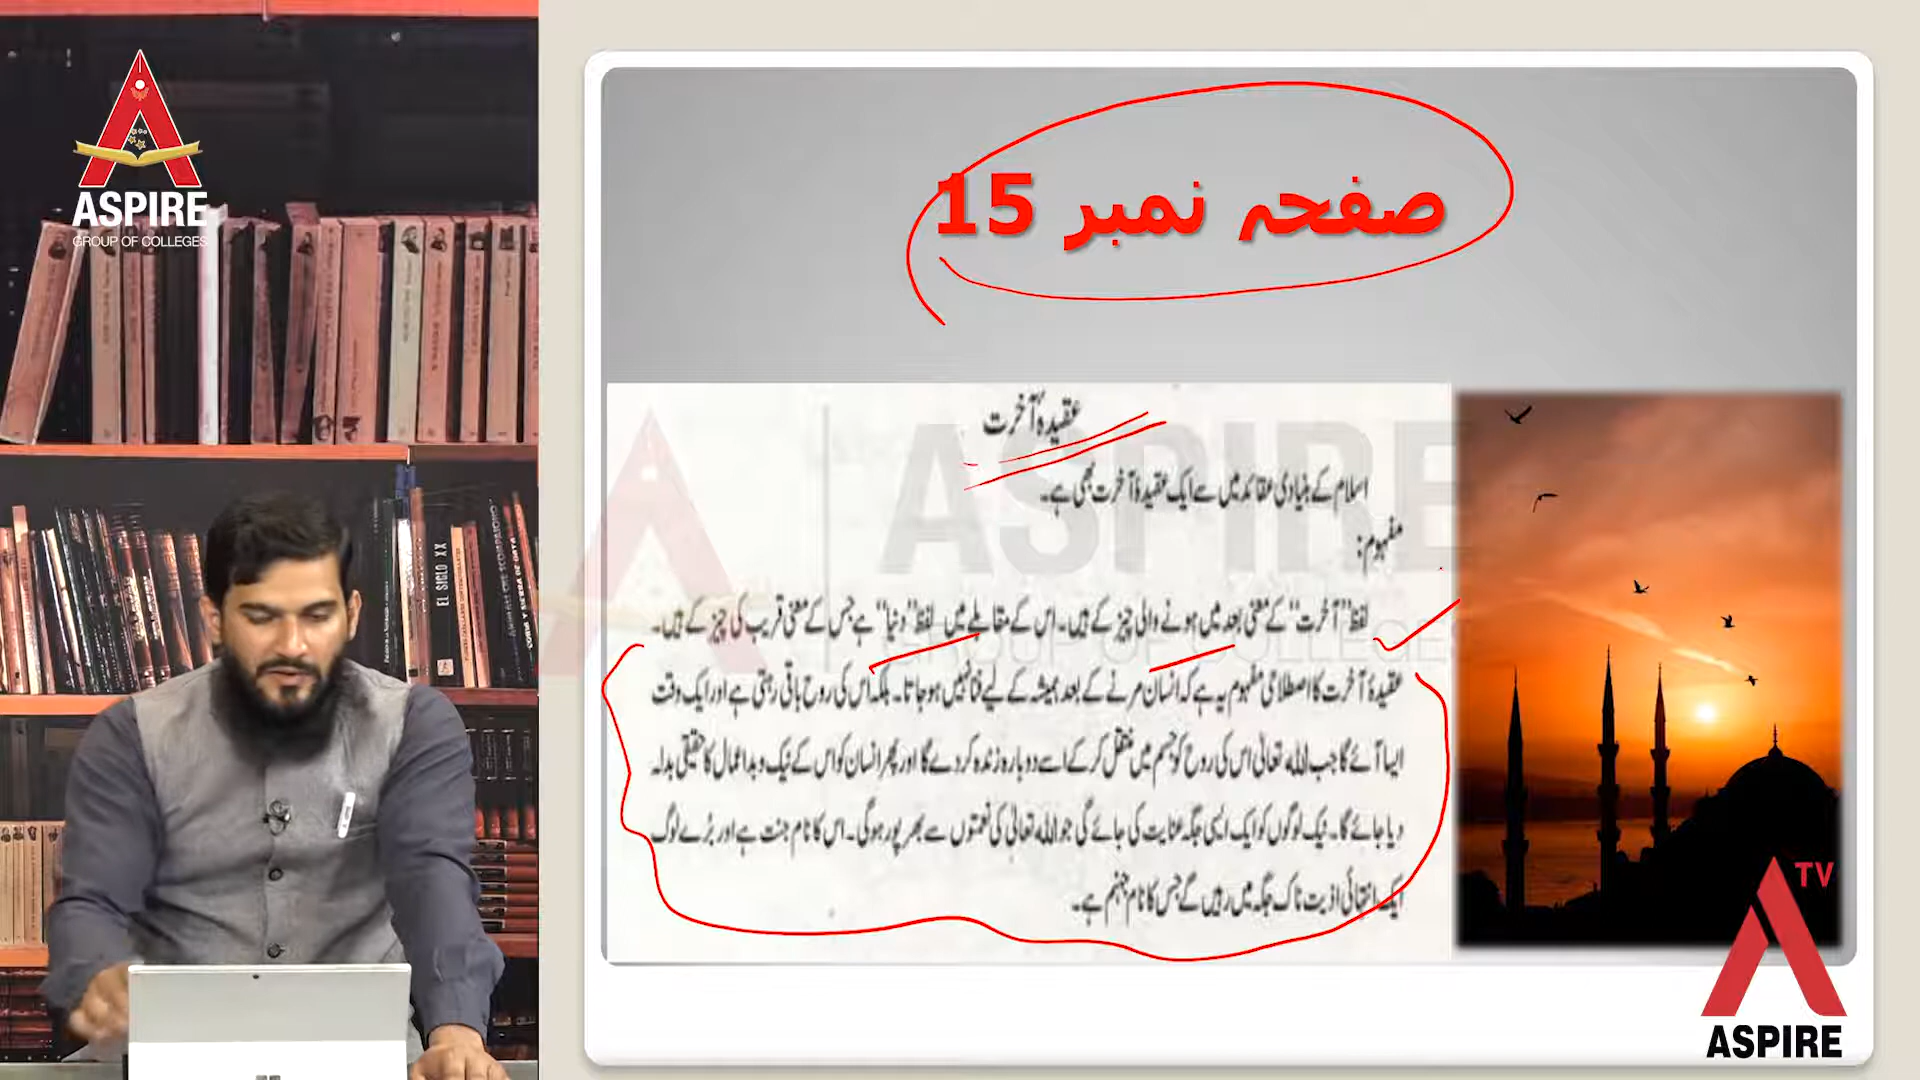 ASPIRE
GROUP OF COLLEGES
صفحہ نمبر 15
عقیدۂ آخرت
اسلام کے بنیادی عقائد میں سے ایک عقیدۂ آخرت بھی ہے۔
مفہوم:
لفظ "آخرت" کے معنی بعد میں ہونے والی چیز کے ہیں۔ اس کے مقابلے میں لفظ "دنیا" ہے جس کے معنی قریب کی چیز کے ہیں۔
عقیدۂ آخرت کا اصطلاحی مفہوم یہ ہے کہ انسان مرنے کے بعد ہمیشہ کے لیے فنا نہیں ہو جاتا۔ بلکہ اس کی روح باقی رہتی ہے اور ایک وقت
ایسا آئے گا جب اللہ تعالیٰ اس کی روح کو جسم میں منتقل کر کے اسے دوبارہ زندہ کر دے گا اور پھر انسان کو اس کے نیک و بد اعمال کا حقیقی بدلہ
دیا جائے گا۔ نیک لوگوں کو ایک ایسی جگہ عنایت کی جائے گی جو اللہ تعالیٰ کی نعمتوں سے بھرپور ہوگی۔ اس کا نام جنت ہے اور بُرے لوگ
ایک انتہائی اذیت ناک جگہ میں رہیں گے جس کا نام جہنم ہے۔
ASPIRE
GROUP OF COLLEGES
EL SIGLO XX
TV
ASPIRE